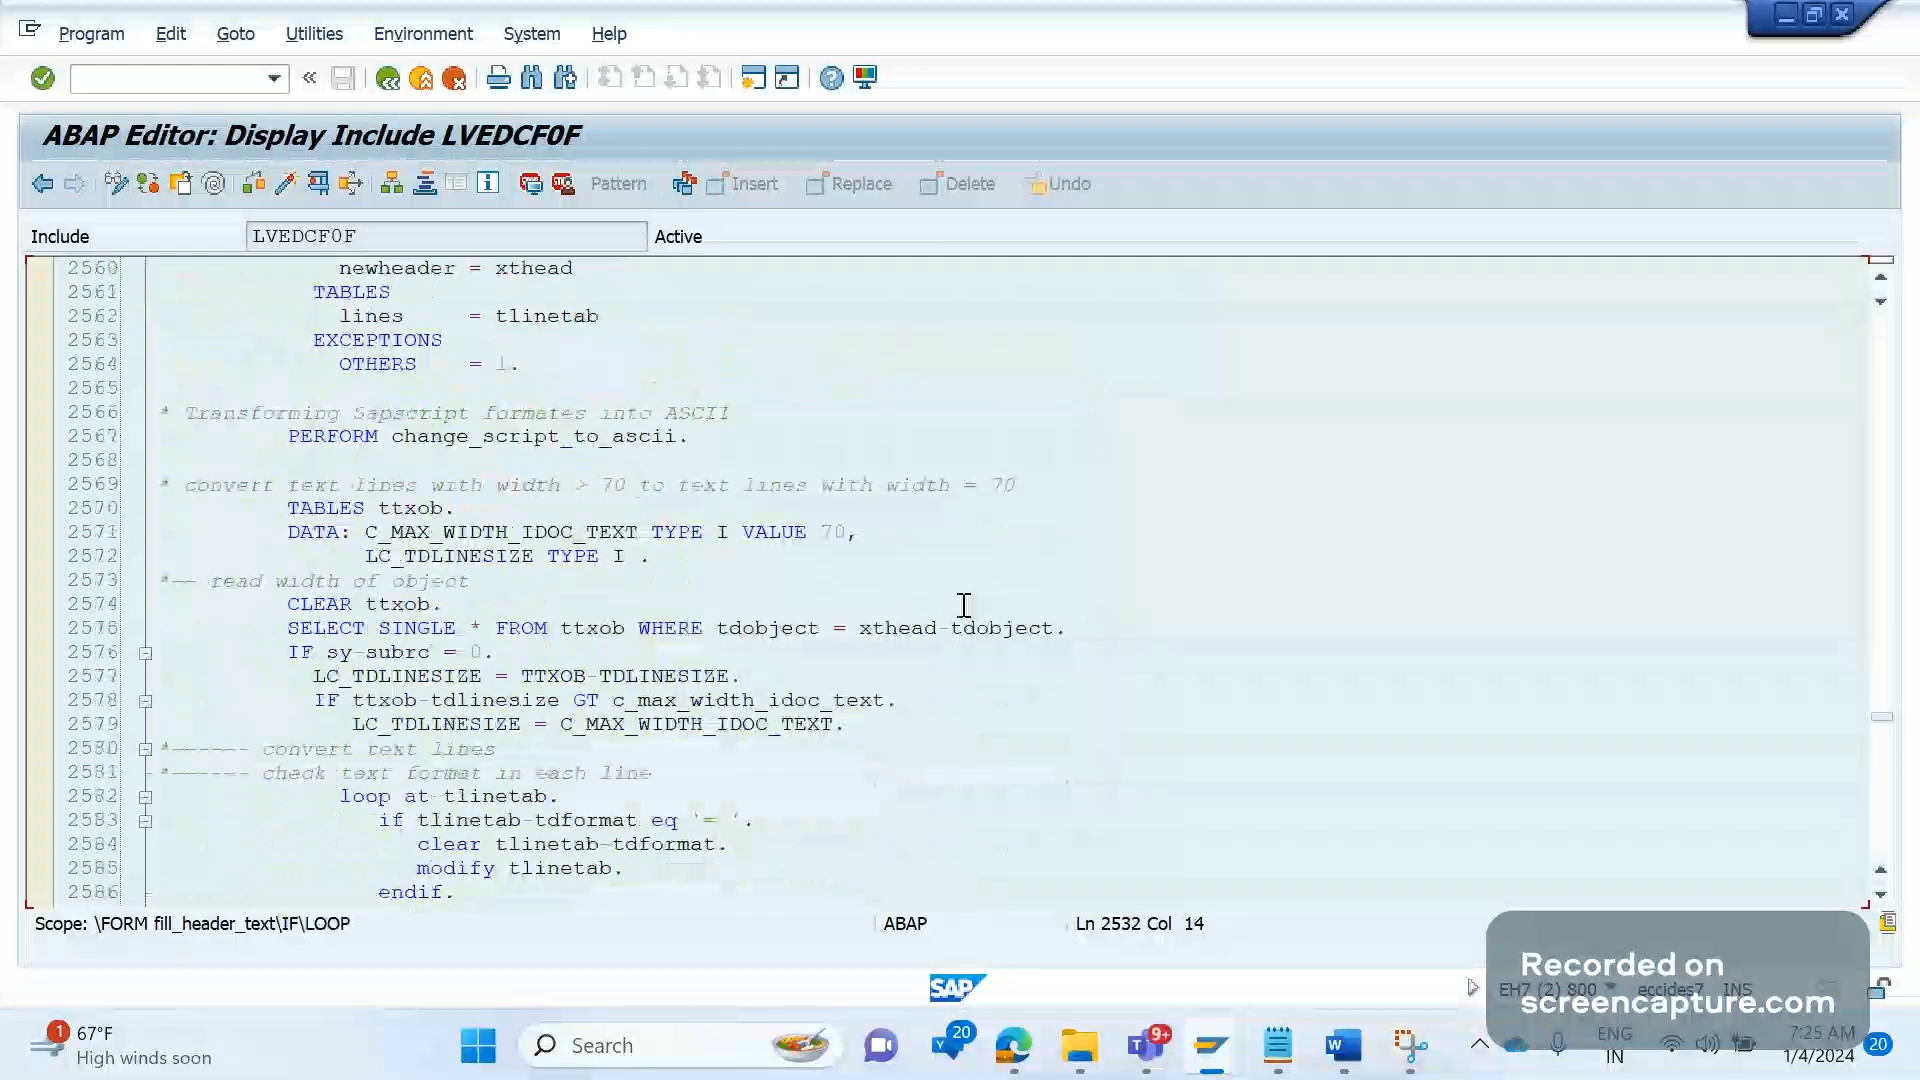 Program Edit Goto Utilities Environment System Help
ABAP Editor: Display Include LVEDCF0F
Pattern Insert Replace Delete Undo
Include LVEDCF0F Active
2560 newheader = xthead
2561 TABLES
2562 lines = tlinetab
2563 EXCEPTIONS
2564 OTHERS = 1.
2565
2566 * Transforming Sapscript formates into ASCII
2567 PERFORM change_script_to_ascii.
2568
2569 * convert text lines with width > 70 to text lines with width = 70
2570 TABLES ttxob.
2571 DATA: C_MAX_WIDTH_IDOC_TEXT TYPE I VALUE 70,
2572 LC_TDLINESIZE TYPE I .
2573 *-- read width of object
2574 CLEAR ttxob.
2575 SELECT SINGLE * FROM ttxob WHERE tdobject = xthead-tdobject.
2576 IF sy-subrc = 0.
2577 LC_TDLINESIZE = TTXOB-TDLINESIZE.
2578 IF ttxob-tdlinesize GT c_max_width_idoc_text.
2579 LC_TDLINESIZE = C_MAX_WIDTH_IDOC_TEXT.
2580 *------ convert text lines
2581 *------ check text format in each line
2582 loop at tlinetab.
2583 if tlinetab-tdformat eq '= '.
2584 clear tlinetab-tdformat.
2585 modify tlinetab.
2586 endif.
Scope: \FORM fill_header_text\IF\LOOP ABAP Ln 2532 Col 14
SAP
EH7 (2) 800 eccides7 INS
Recorded on
screencapture.com
1 67°F
High winds soon
Search
20
9+
ENG
IN
7:25 AM
1/4/2024
20